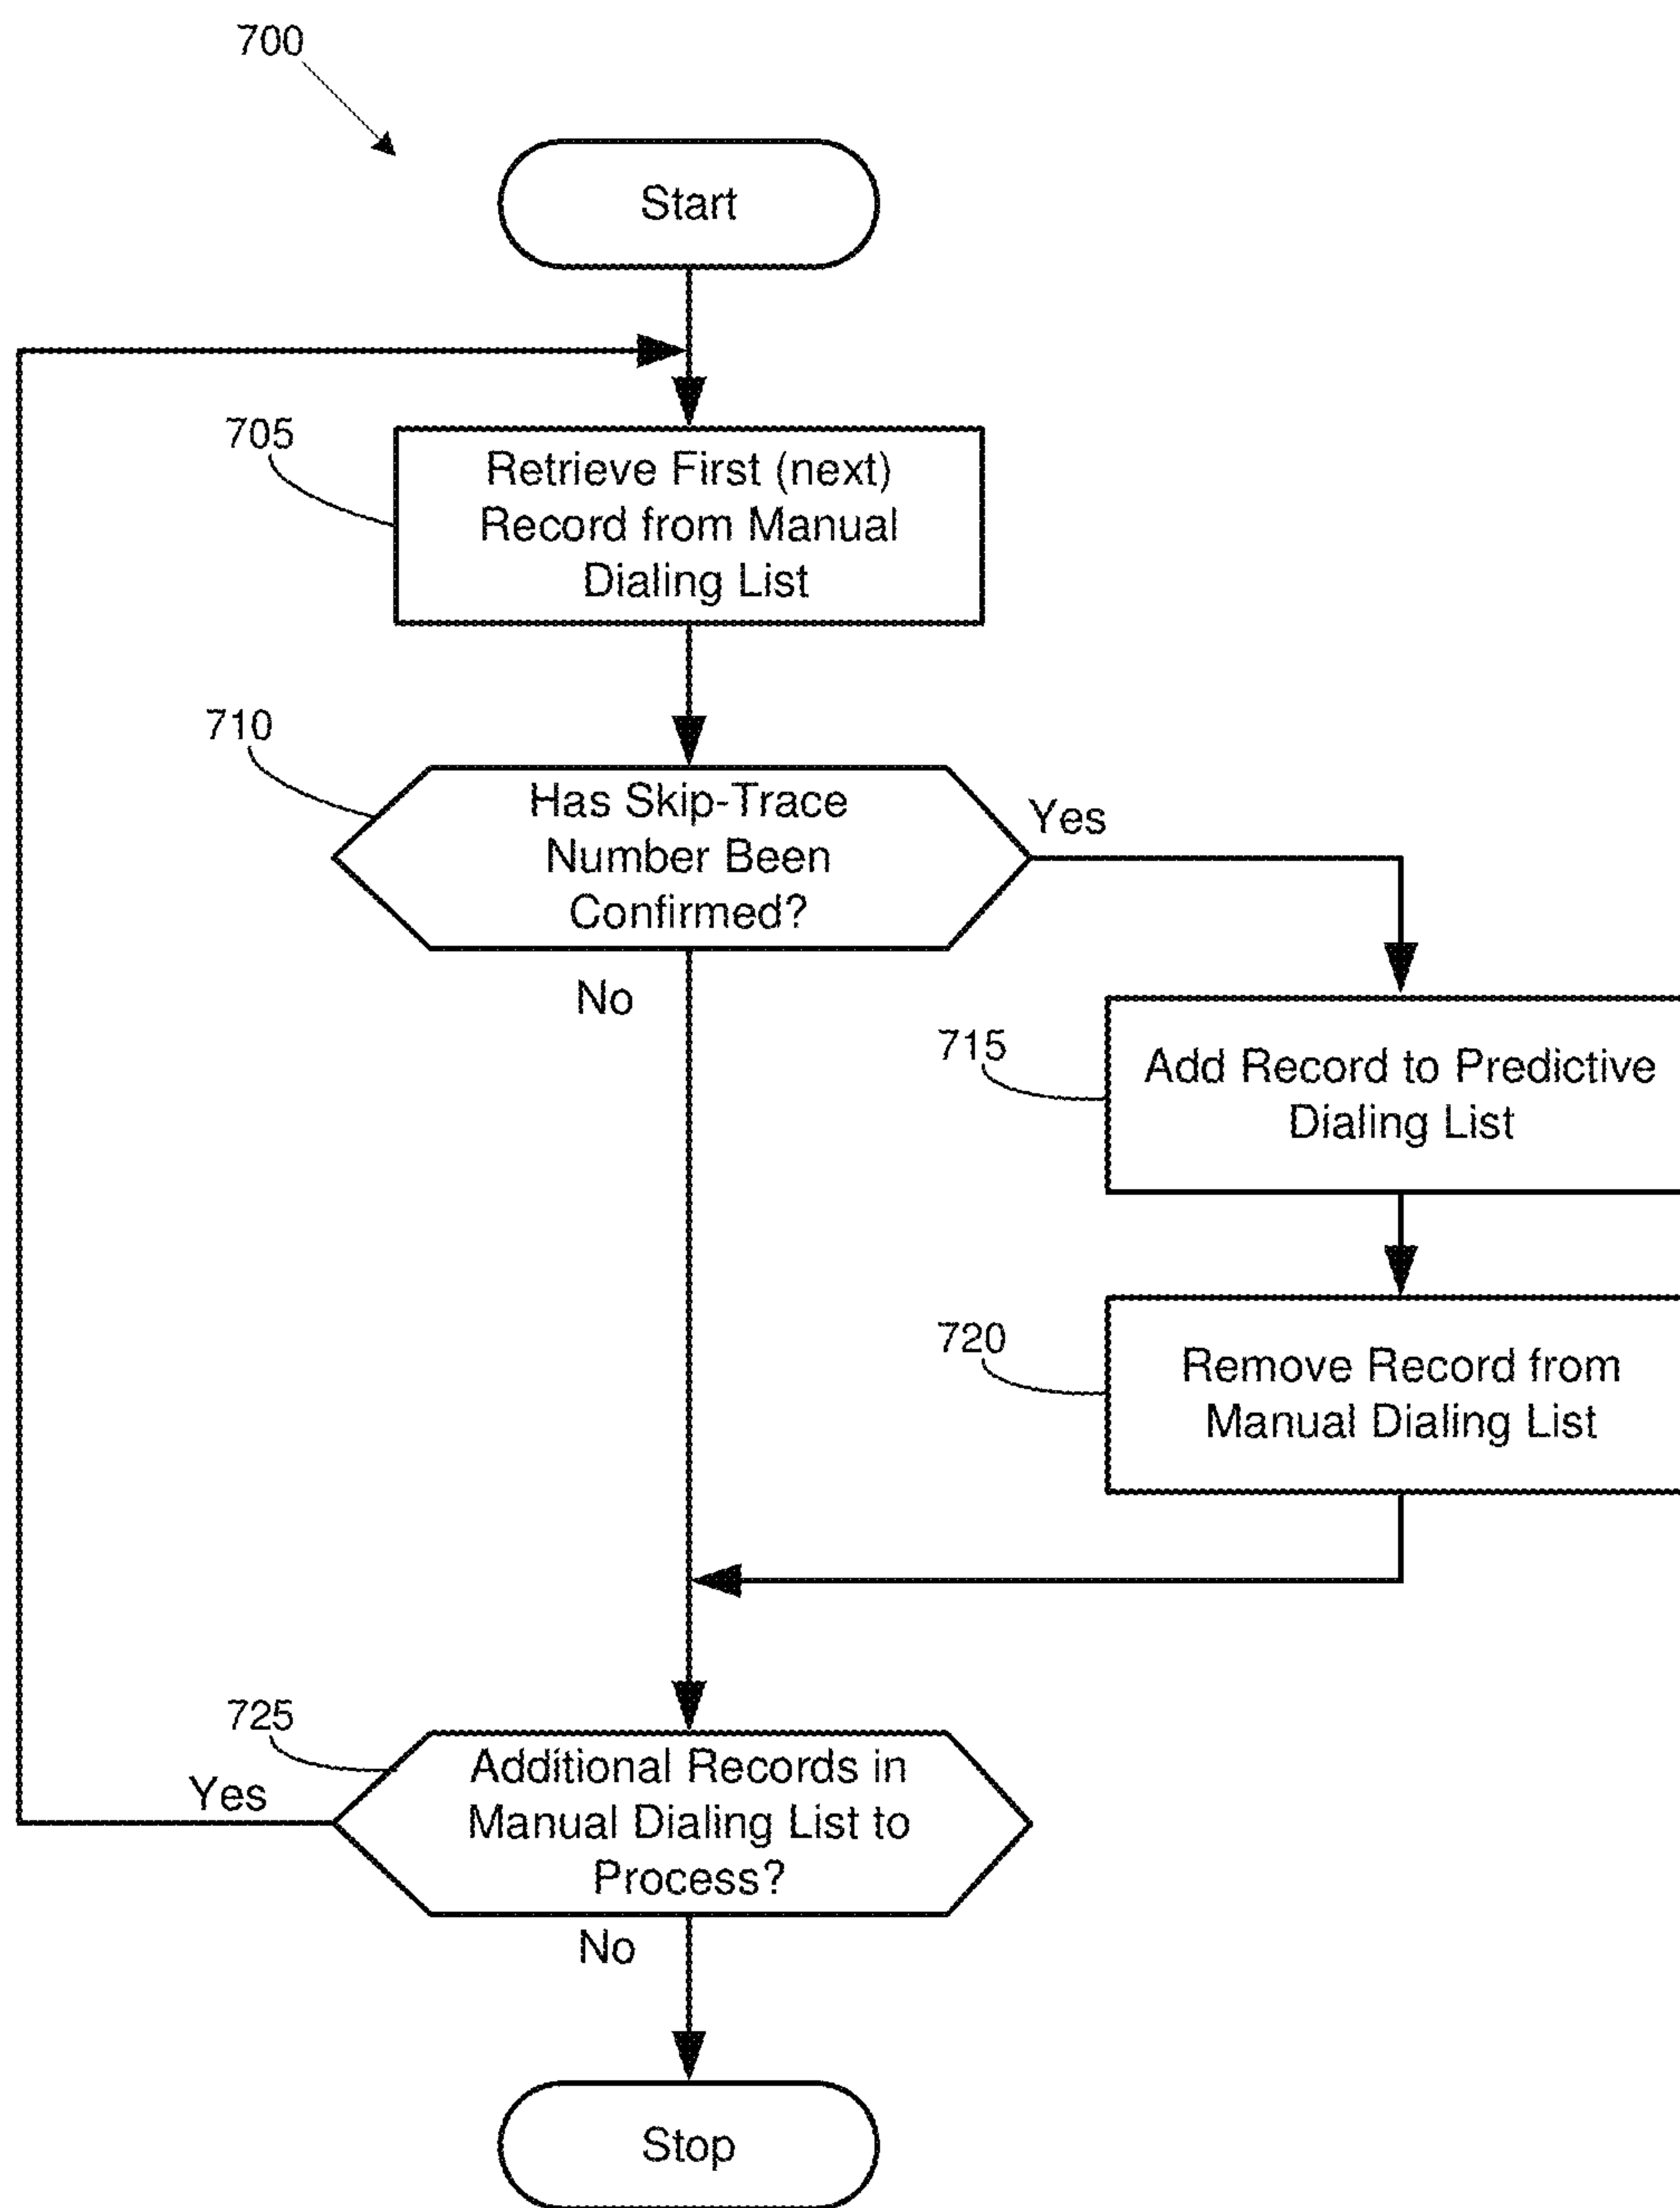 700
Start
705
Retrieve First (next)
Record from Manual
Dialing List
710
Has Skip-Trace
Number Been
Confirmed?
Yes
No
715
Add Record to Predictive
Dialing List
720
Remove Record from
Manual Dialing List
725
Additional Records in
Manual Dialing List to
Process?
Yes
No
Stop